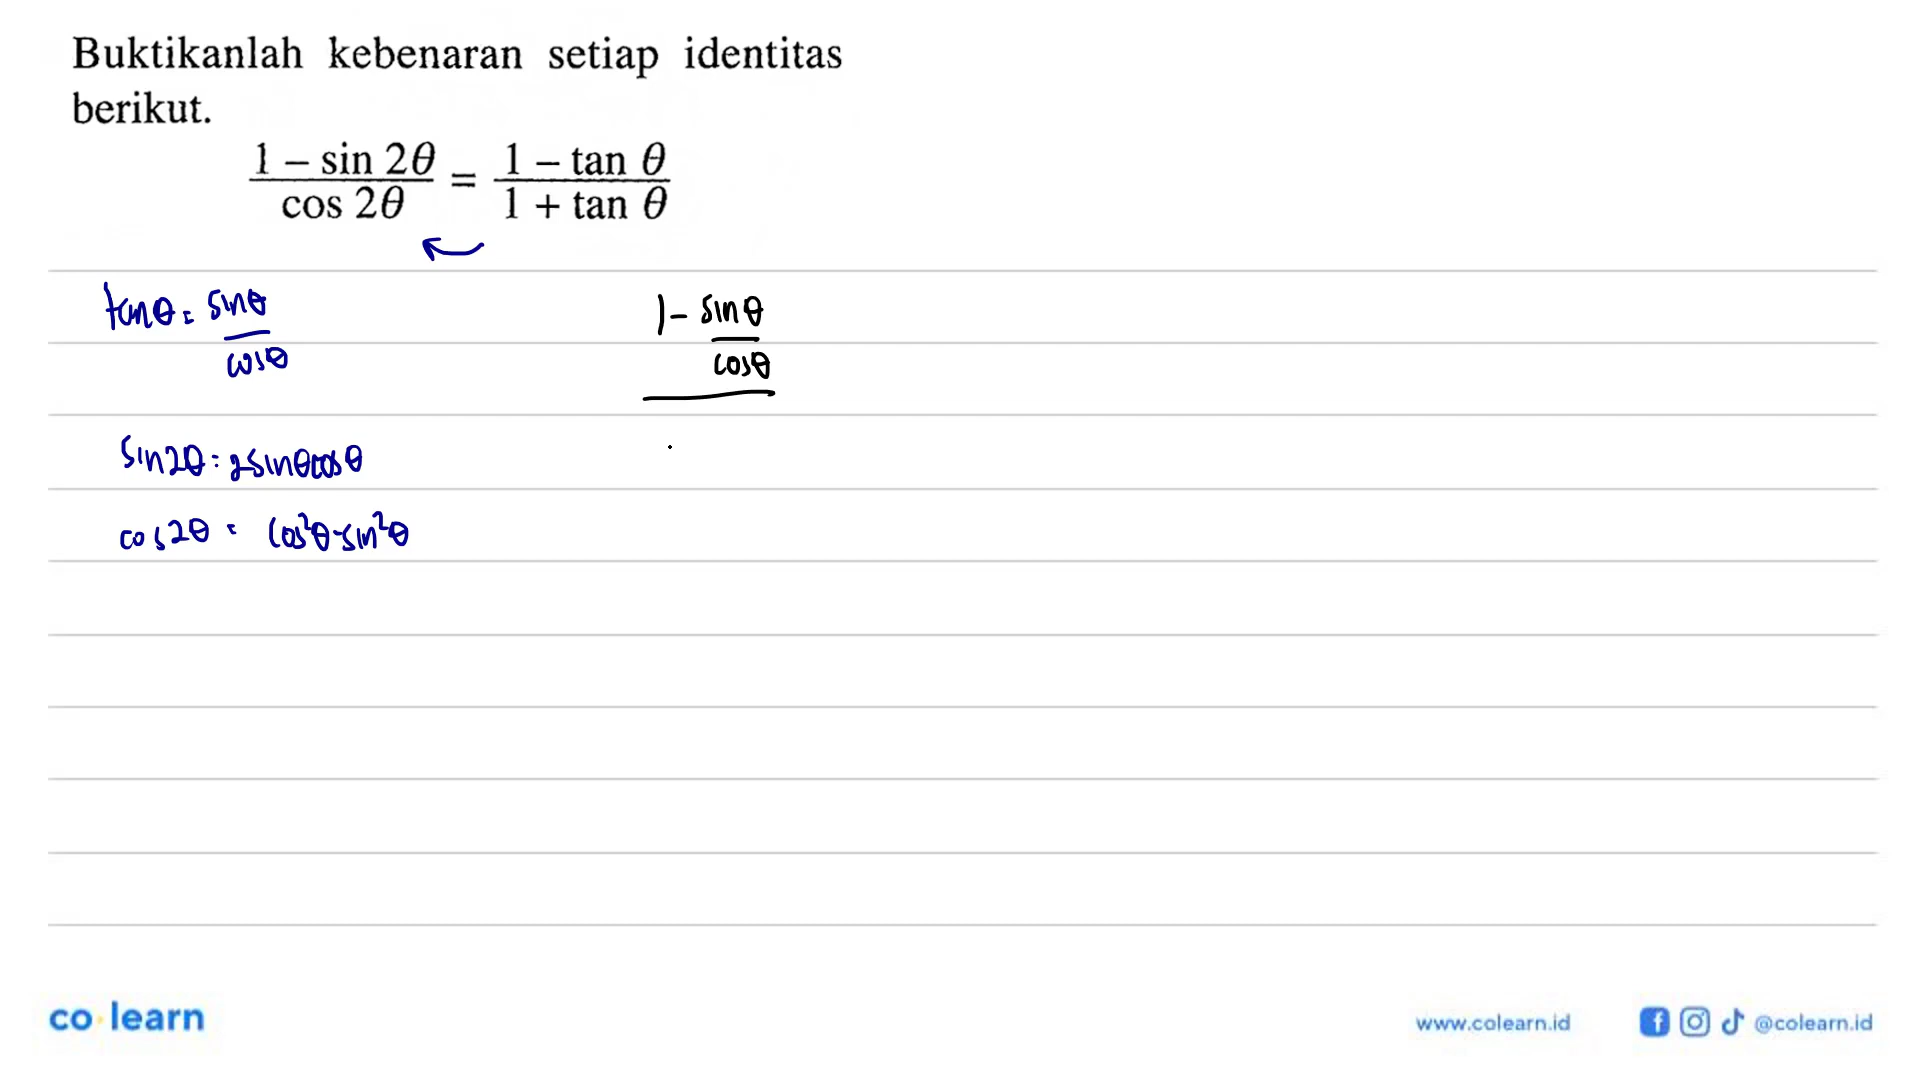 Buktikanlah kebenaran setiap identitas
berikut.
1 – sin 2θ / cos 2θ = 1 – tan θ / 1 + tan θ
tanθ = sinθ / cosθ
1 - sinθ / cosθ
sin2θ = 2sinθcosθ
cos2θ = cos²θ-sin²θ
co·learn
www.colearn.id
@colearn.id